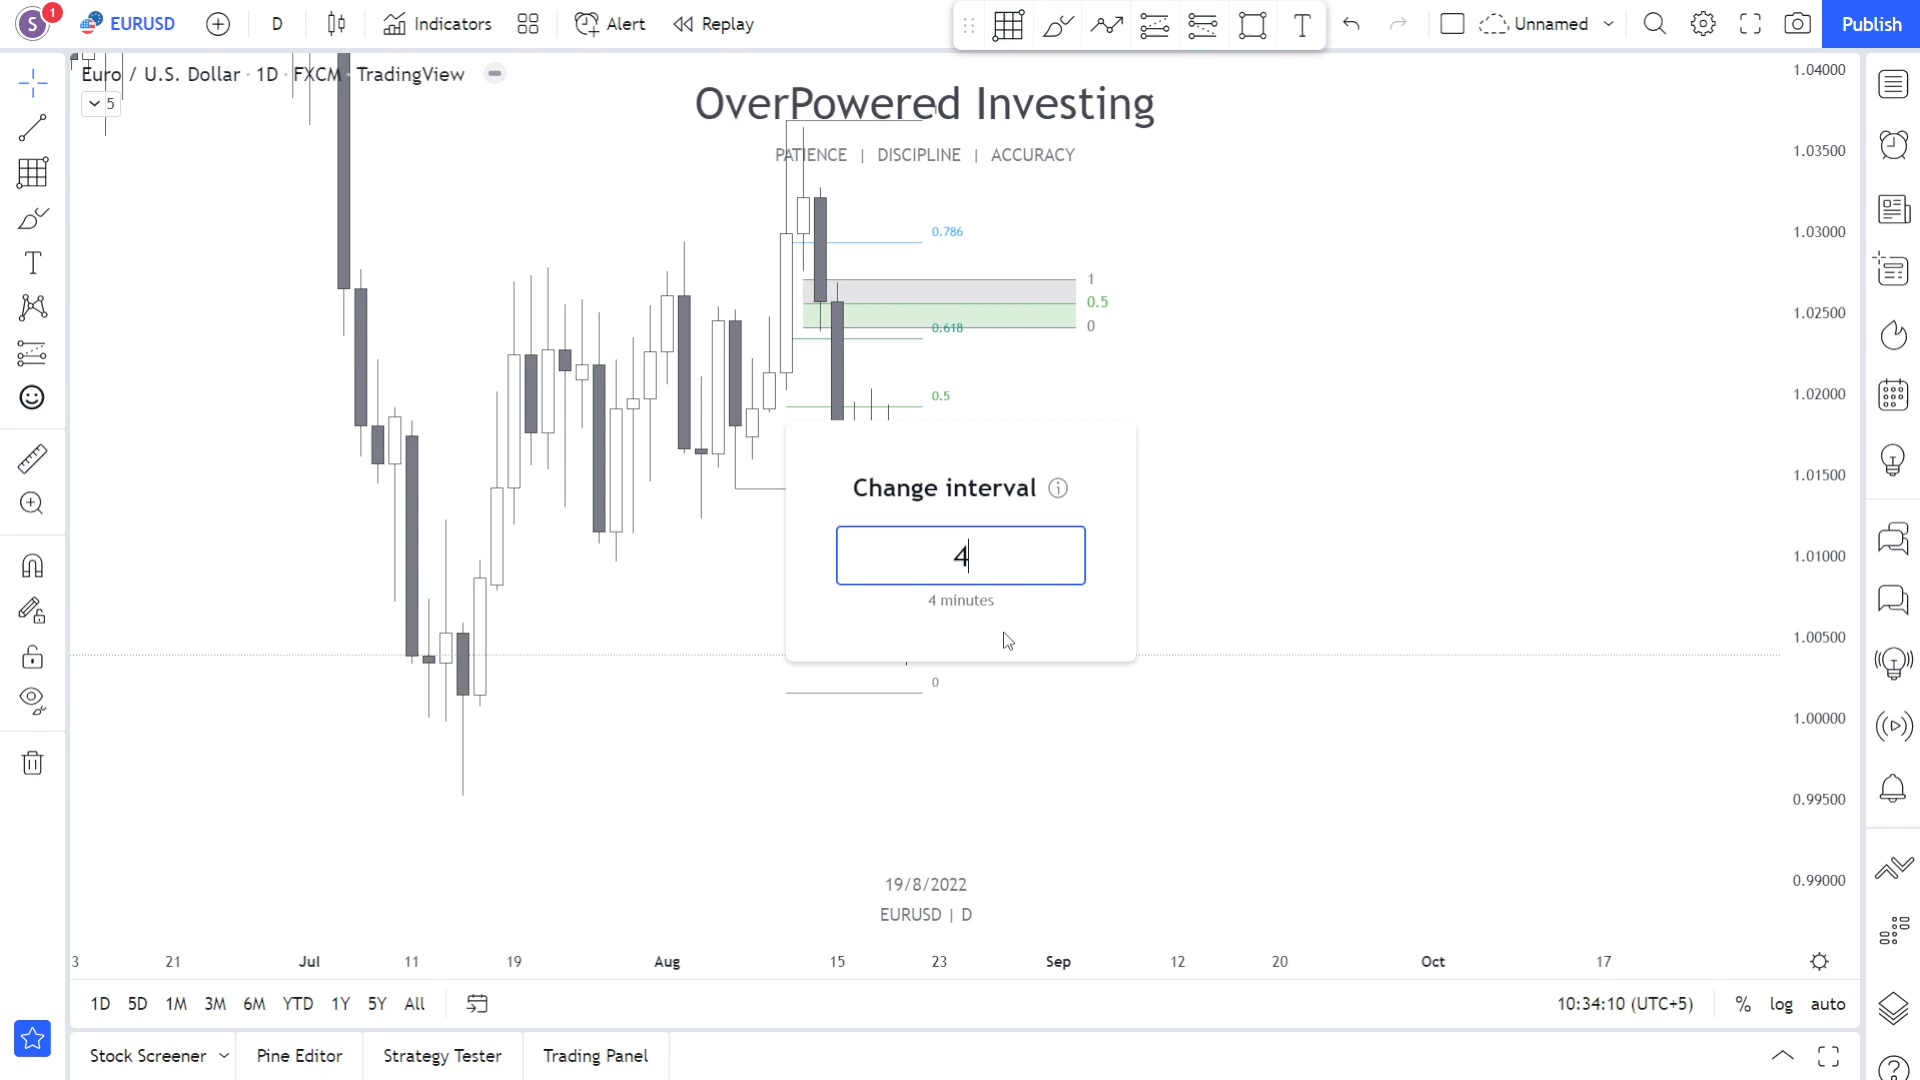 S
1
EURUSD
D
Indicators
Alert
Replay
Unnamed
Publish
Euro / U.S. Dollar · 1D · FXCM · TradingView
5
OverPowered Investing
PATIENCE | DISCIPLINE | ACCURACY
0.786
1
0.5
0
0.618
0.5
Change interval
4
4 minutes
0
19/8/2022
EURUSD | D
1.04000
1.03500
1.03000
1.02500
1.02000
1.01500
1.01000
1.00500
1.00000
0.99500
0.99000
3 21 Jul 11 19 Aug 15 23 Sep 12 20 Oct 17
1D 5D 1M 3M 6M YTD 1Y 5Y All
10:34:10 (UTC+5) % log auto
Stock Screener Pine Editor Strategy Tester Trading Panel